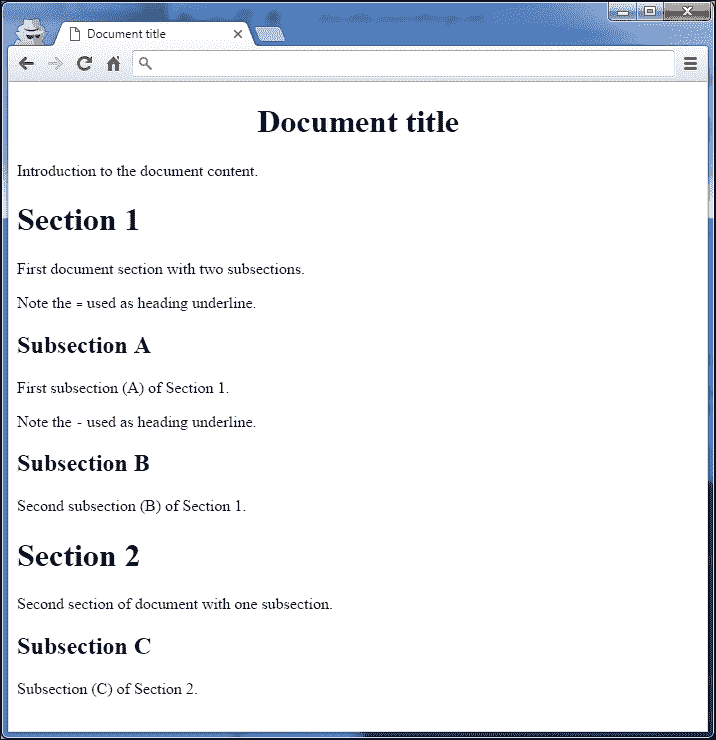 Document title
Document title
Introduction to the document content.
Section 1
First document section with two subsections.
Note the = used as heading underline.
Subsection A
First subsection (A) of Section 1.
Note the - used as heading underline.
Subsection B
Second subsection (B) of Section 1.
Section 2
Second section of document with one subsection.
Subsection C
Subsection (C) of Section 2.